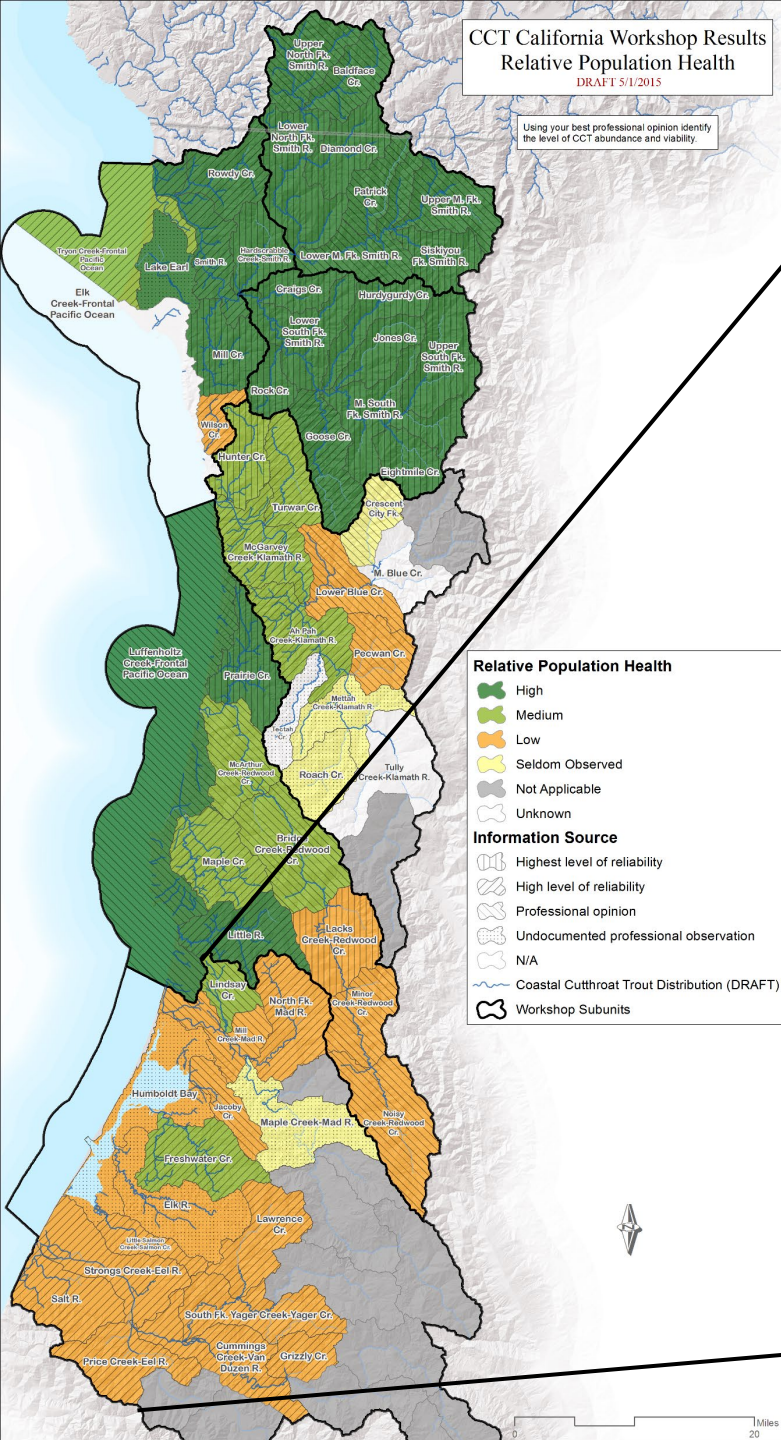 CCT California Workshop Results
Relative Population Health
DRAFT 5/1/2015
Using your best professional opinion identify
the level of CCT abundance and viability.
Upper
North Fk.
Smith R.
Baldface
Cr.
Lower
North Fk.
Smith R.
Diamond Cr.
Rowdy Cr.
Patrick
Cr.
Upper M. Fk.
Smith R.
Tryon Creek-Frontal
Pacific
Ocean
Lake Earl
Smith R.
Hardscrabble
Creek-Smith R.
Lower M. Fk. Smith R.
Siskiyou
Fk. Smith R.
Elk
Creek-Frontal
Pacific Ocean
Craigs Cr.
Hurdygurdy Cr.
Lower
South Fk.
Smith R.
Jones Cr.
Upper
South Fk.
Smith R.
Mill Cr.
Rock Cr.
M. South
Fk. Smith R.
Wilson
Cr.
Goose Cr.
Hunter Cr.
Eightmile Cr.
Turwar Cr.
Crescent
City Fk.
McGarvey
Creek-Klamath R.
M. Blue Cr.
Lower Blue Cr.
Ah Pah
Creek-Klamath R.
Pecwan Cr.
Luffenholtz
Creek-Frontal
Pacific Ocean
Prairie Cr.
Mettah
Creek-Klamath R.
Tectah
Cr.
McArthur
Creek-Redwood
Cr.
Roach Cr.
Tully
Creek-Klamath R.
Bridge
Creek-Redwood
Cr.
Maple Cr.
Little R.
Lacks
Creek-Redwood
Cr.
Lindsay
Cr.
North Fk.
Mad R.
Minor
Creek-Redwood
Cr.
Mill
Creek-Mad R.
Humboldt Bay
Jacoby
Cr.
Maple Creek-Mad R.
Noisy
Creek-Redwood
Cr.
Freshwater Cr.
Elk R.
Lawrence
Cr.
Little Salmon
Creek-Salmon Cr.
Strongs Creek-Eel R.
Salt R.
South Fk. Yager Creek-Yager Cr.
Price Creek-Eel R.
Cummings
Creek-Van
Duzen R.
Grizzly Cr.
Relative Population Health
High
Medium
Low
Seldom Observed
Not Applicable
Unknown
Information Source
Highest level of reliability
High level of reliability
Professional opinion
Undocumented professional observation
N/A
Coastal Cutthroat Trout Distribution (DRAFT)
Workshop Subunits
Miles
0
20